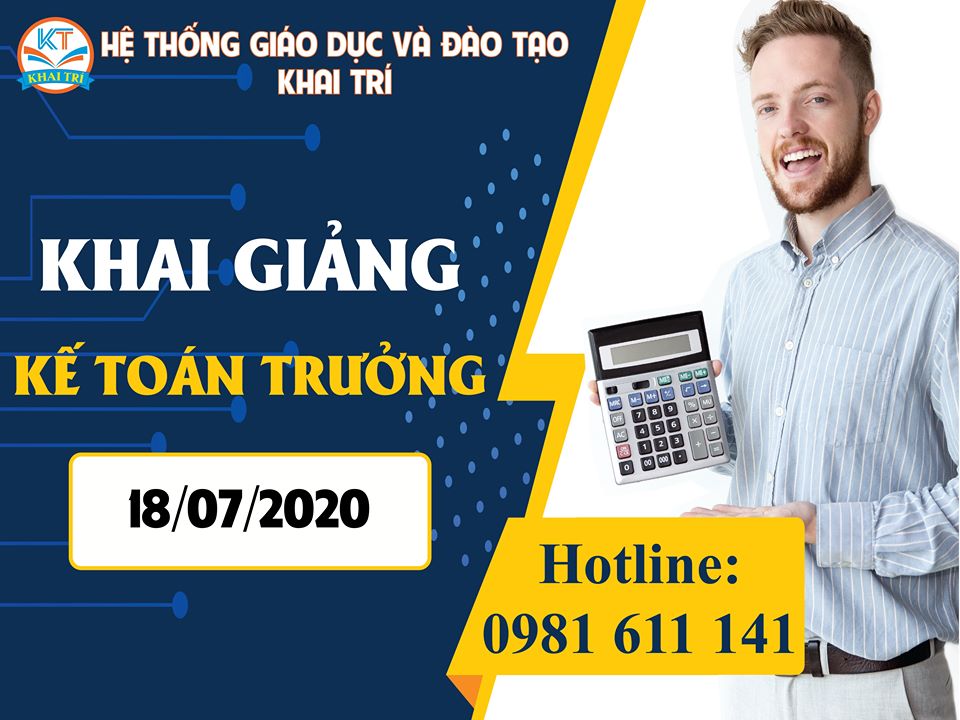 KT
KHAI TRÍ
HỆ THỐNG GIÁO DỤC VÀ ĐÀO TẠO
KHAI TRÍ
KHAI GIẢNG
KẾ TOÁN TRƯỞNG
18/07/2020
Hotline:
0981 611 141